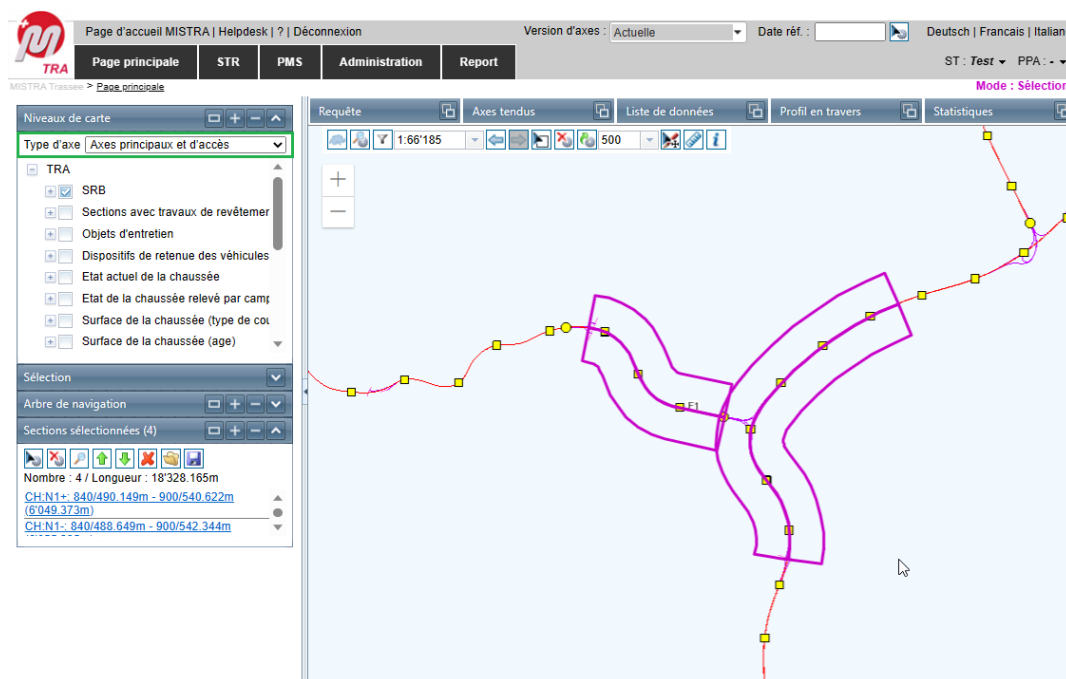 Page d'accueil MISTRA | Helpdesk | ? | Déconnexion
Version d'axes : Actuelle
Date réf. :
Deutsch | Francais | Italian
TRA
Page principale STR PMS Administration Report
ST : Test PPA : -
MISTRA Trassee > Page principale
Mode : Sélection
Niveaux de carte
Type d'axe Axes principaux et d'accès
TRA
SRB
Sections avec travaux de revêtemer
Objets d'entretien
Dispositifs de retenue des véhicules
Etat actuel de la chaussée
Etat de la chaussée relevé par camp
Surface de la chaussée (type de cou
Surface de la chaussée (age)
Sélection
Arbre de navigation
Sections sélectionnées (4)
Nombre : 4 / Longueur : 18'328.165m
CH:N1+: 840/490.149m - 900/540.622m
(6'049.373m)
CH:N1-: 840/488.649m - 900/542.344m
Requête Axes tendus Liste de données Profil en travers Statistiques
1:66'185 500
+
−